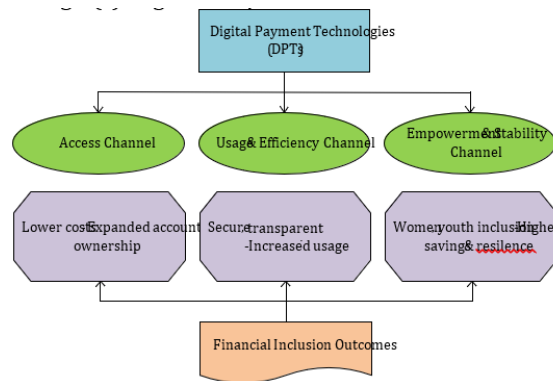 Digital Payment Technologies
(DPTs)
Access Channel
Usage & Efficiency Channel
Empowerment & Stability
Channel
Lower costs -Expanded account
ownership
Secure, transparent
-Increased usage
Women, youth inclusion -Higher
saving & resilence
Financial Inclusion Outcomes